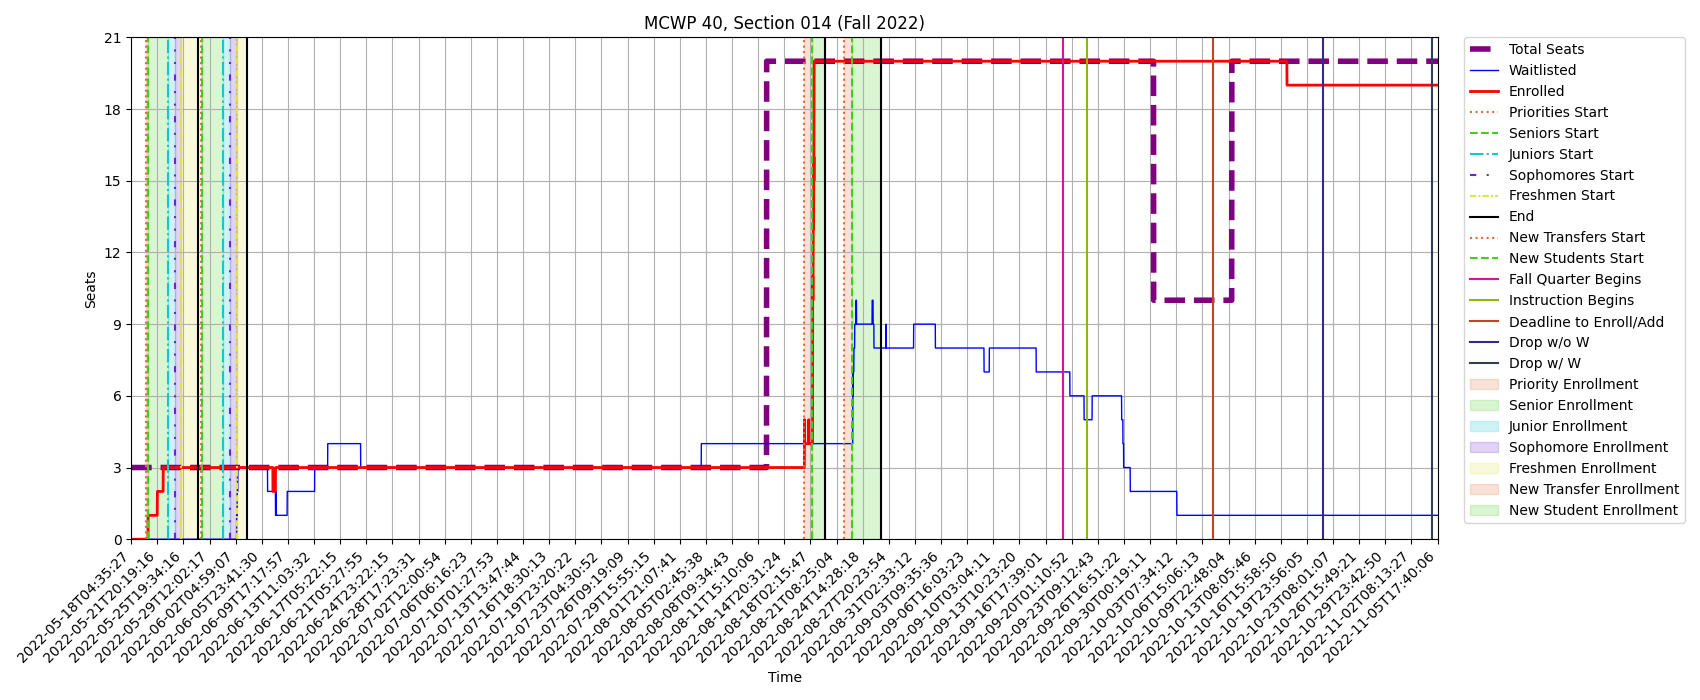 MCWP 40, Section 014 (Fall 2022)
21
18
15
12
9
6
3
0
Seats
2022-05-18T04:35:27
2022-05-21T20:19:16
2022-05-25T19:34:16
2022-05-29T12:02:17
2022-06-02T04:59:07
2022-06-05T23:41:30
2022-06-09T17:17:57
2022-06-13T11:03:32
2022-06-17T05:22:15
2022-06-21T05:27:55
2022-06-24T23:22:15
2022-06-28T17:23:31
2022-07-02T12:00:54
2022-07-06T06:16:23
2022-07-10T01:27:53
2022-07-13T13:47:44
2022-07-16T18:30:13
2022-07-19T23:20:22
2022-07-23T04:30:52
2022-07-26T09:19:09
2022-07-29T15:55:15
2022-08-01T21:07:41
2022-08-05T02:45:38
2022-08-08T09:34:43
2022-08-11T15:10:06
2022-08-14T20:31:24
2022-08-18T02:15:47
2022-08-21T08:25:04
2022-08-24T14:28:18
2022-08-27T20:23:54
2022-08-31T02:33:12
2022-09-03T09:35:36
2022-09-06T16:03:23
2022-09-10T03:04:11
2022-09-13T10:23:20
2022-09-16T17:39:01
2022-09-20T01:10:52
2022-09-23T09:12:43
2022-09-26T16:51:22
2022-09-30T00:19:11
2022-10-03T07:34:12
2022-10-06T15:06:13
2022-10-09T22:48:04
2022-10-13T08:05:46
2022-10-16T15:58:50
2022-10-19T23:56:05
2022-10-23T08:01:07
2022-10-26T15:49:21
2022-10-29T23:42:50
2022-11-02T08:13:27
2022-11-05T17:40:06
Time
Total Seats
Waitlisted
Enrolled
Priorities Start
Seniors Start
Juniors Start
Sophomores Start
Freshmen Start
End
New Transfers Start
New Students Start
Fall Quarter Begins
Instruction Begins
Deadline to Enroll/Add
Drop w/o W
Drop w/ W
Priority Enrollment
Senior Enrollment
Junior Enrollment
Sophomore Enrollment
Freshmen Enrollment
New Transfer Enrollment
New Student Enrollment